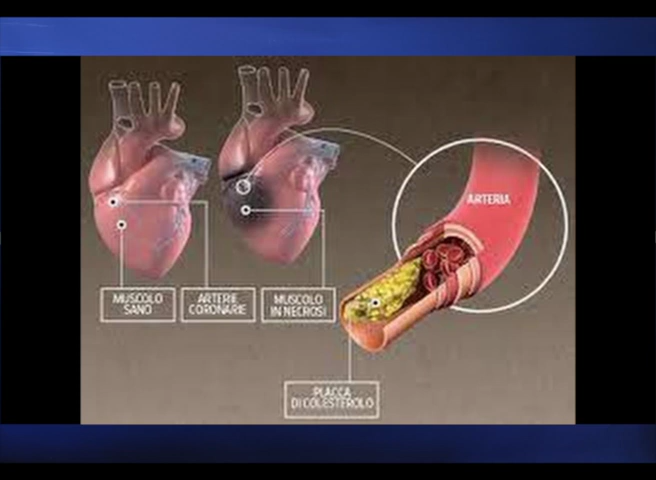 ARTERIA
MUSCOLO
SANO
ARTERIE
CORONARIE
MUSCOLO
IN NECROSI
PLACCA
DI COLESTEROLO